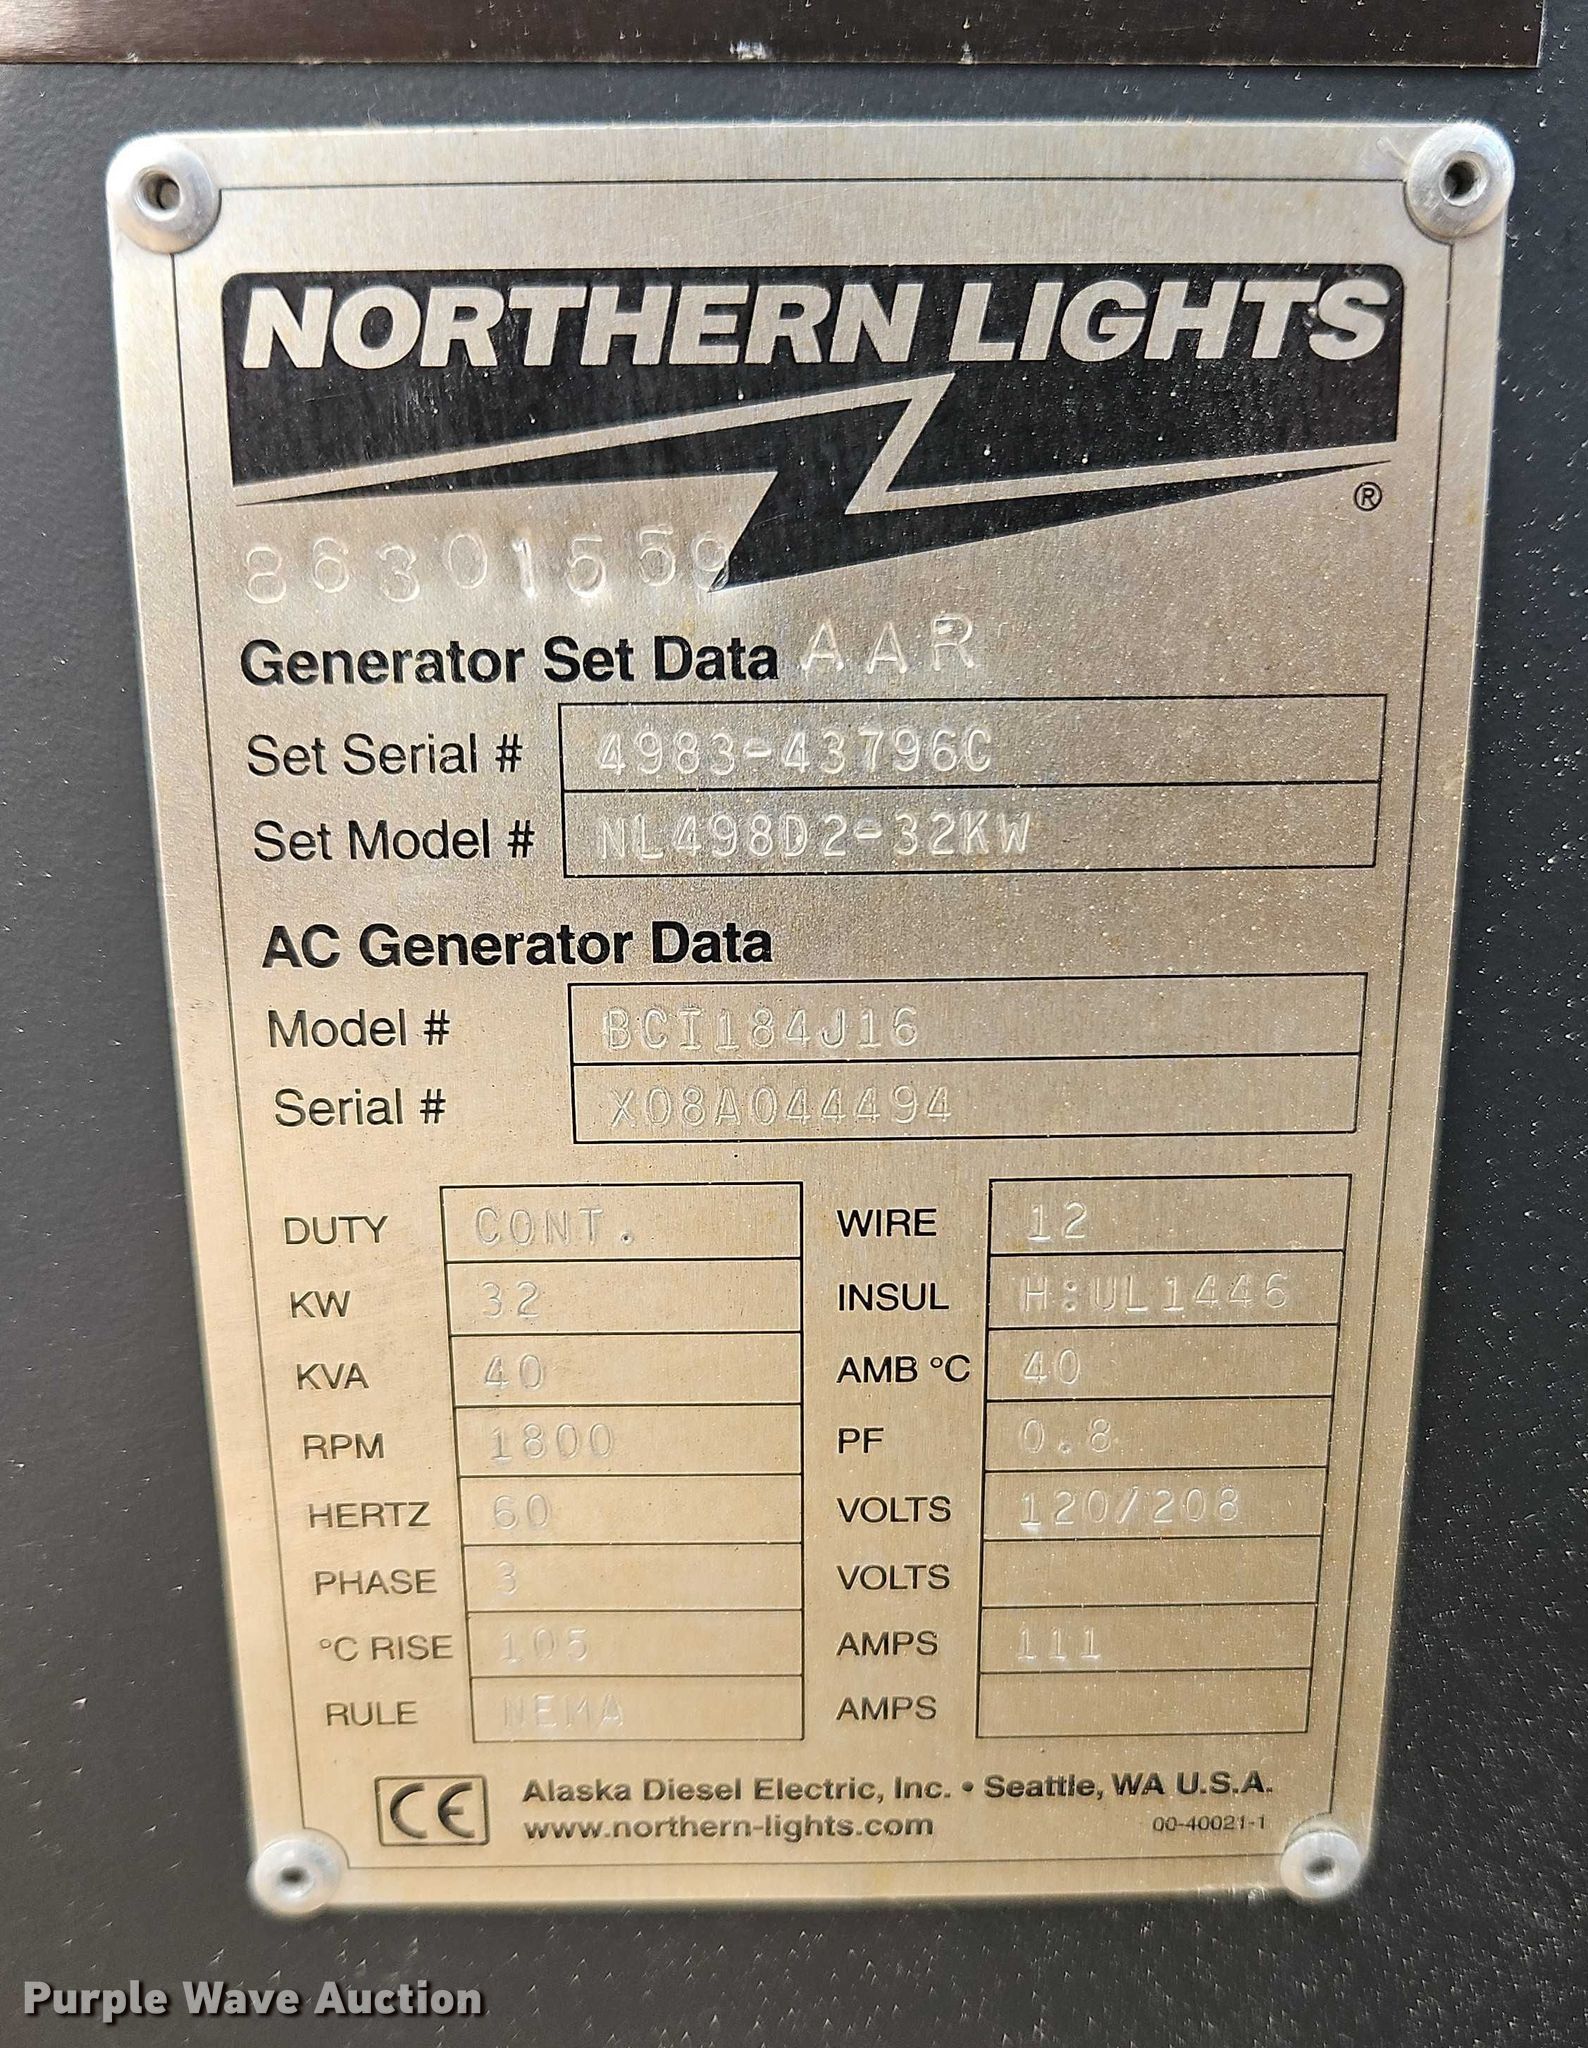 NORTHERN LIGHTS
®
86301559
Generator Set Data AAR
Set Serial # 4983-43796C
Set Model # NL498D2-32KW
AC Generator Data
Model # BCI184J16
Serial # X08A044494
DUTY CONT. WIRE 12
KW 32 INSUL H:UL1446
KVA 40 AMB °C 40
RPM 1800 PF 0.8
HERTZ 60 VOLTS 120/208
PHASE 3 VOLTS
°C RISE 105 AMPS 111
RULE NEMA AMPS
CE Alaska Diesel Electric, Inc. • Seattle, WA U.S.A.
www.northern-lights.com 00-40021-1
Purple Wave Auction